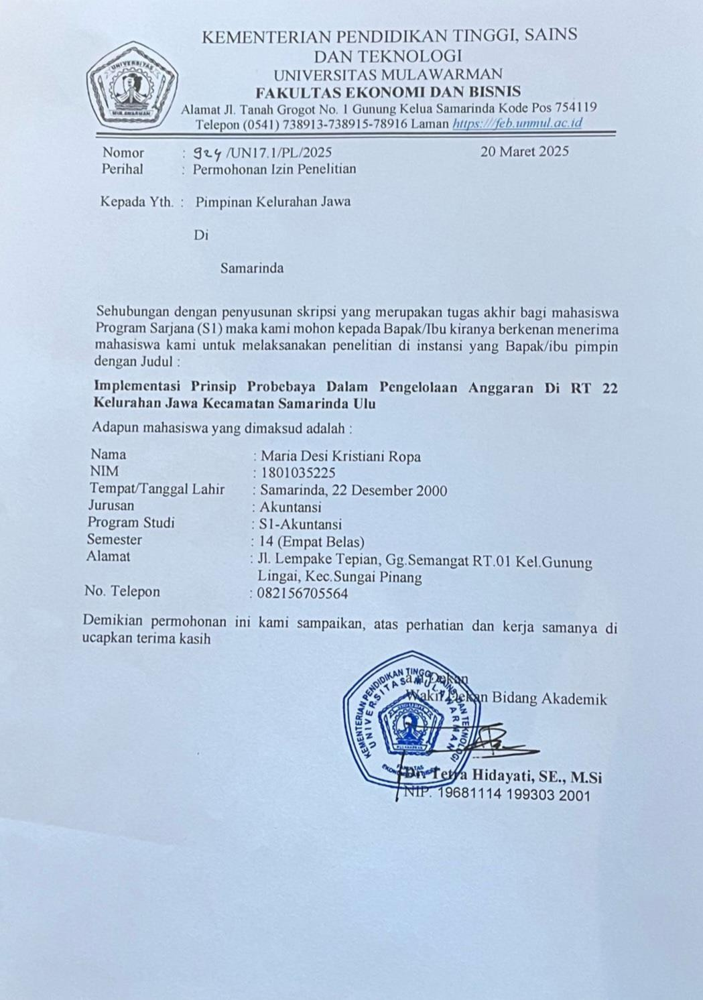 KEMENTERIAN PENDIDIKAN TINGGI, SAINS
DAN TEKNOLOGI
UNIVERSITAS MULAWARMAN
FAKULTAS EKONOMI DAN BISNIS
Alamat Jl. Tanah Grogot No. 1 Gunung Kelua Samarinda Kode Pos 754119
Telepon (0541) 738913-738915-78916 Laman https:///feb.unmul.ac.id
UNIVERSITAS
MULAWARMAN
Nomor : 924 /UN17.1/PL/2025 20 Maret 2025
Perihal : Permohonan Izin Penelitian
Kepada Yth. : Pimpinan Kelurahan Jawa
Di
Samarinda
Sehubungan dengan penyusunan skripsi yang merupakan tugas akhir bagi mahasiswa
Program Sarjana (S1) maka kami mohon kepada Bapak/Ibu kiranya berkenan menerima
mahasiswa kami untuk melaksanakan penelitian di instansi yang Bapak/ibu pimpin
dengan Judul :
Implementasi Prinsip Probebaya Dalam Pengelolaan Anggaran Di RT 22
Kelurahan Jawa Kecamatan Samarinda Ulu
Adapun mahasiswa yang dimaksud adalah :
Nama : Maria Desi Kristiani Ropa
NIM : 1801035225
Tempat/Tanggal Lahir : Samarinda, 22 Desember 2000
Jurusan : Akuntansi
Program Studi : S1-Akuntansi
Semester : 14 (Empat Belas)
Alamat : Jl. Lempake Tepian, Gg.Semangat RT.01 Kel.Gunung
Lingai, Kec.Sungai Pinang
No. Telepon : 082156705564
Demikian permohonan ini kami sampaikan, atas perhatian dan kerja samanya di
ucapkan terima kasih
a.n Dekan
Wakil Dekan Bidang Akademik
KEMENTERIAN PENDIDIKAN TINGGI, SAINS, DAN TEKNOLOGI
UNIVERSITAS MULAWARMAN
FAKULTAS
Dr. Tetra Hidayati, SE., M.Si
NIP. 19681114 199303 2001